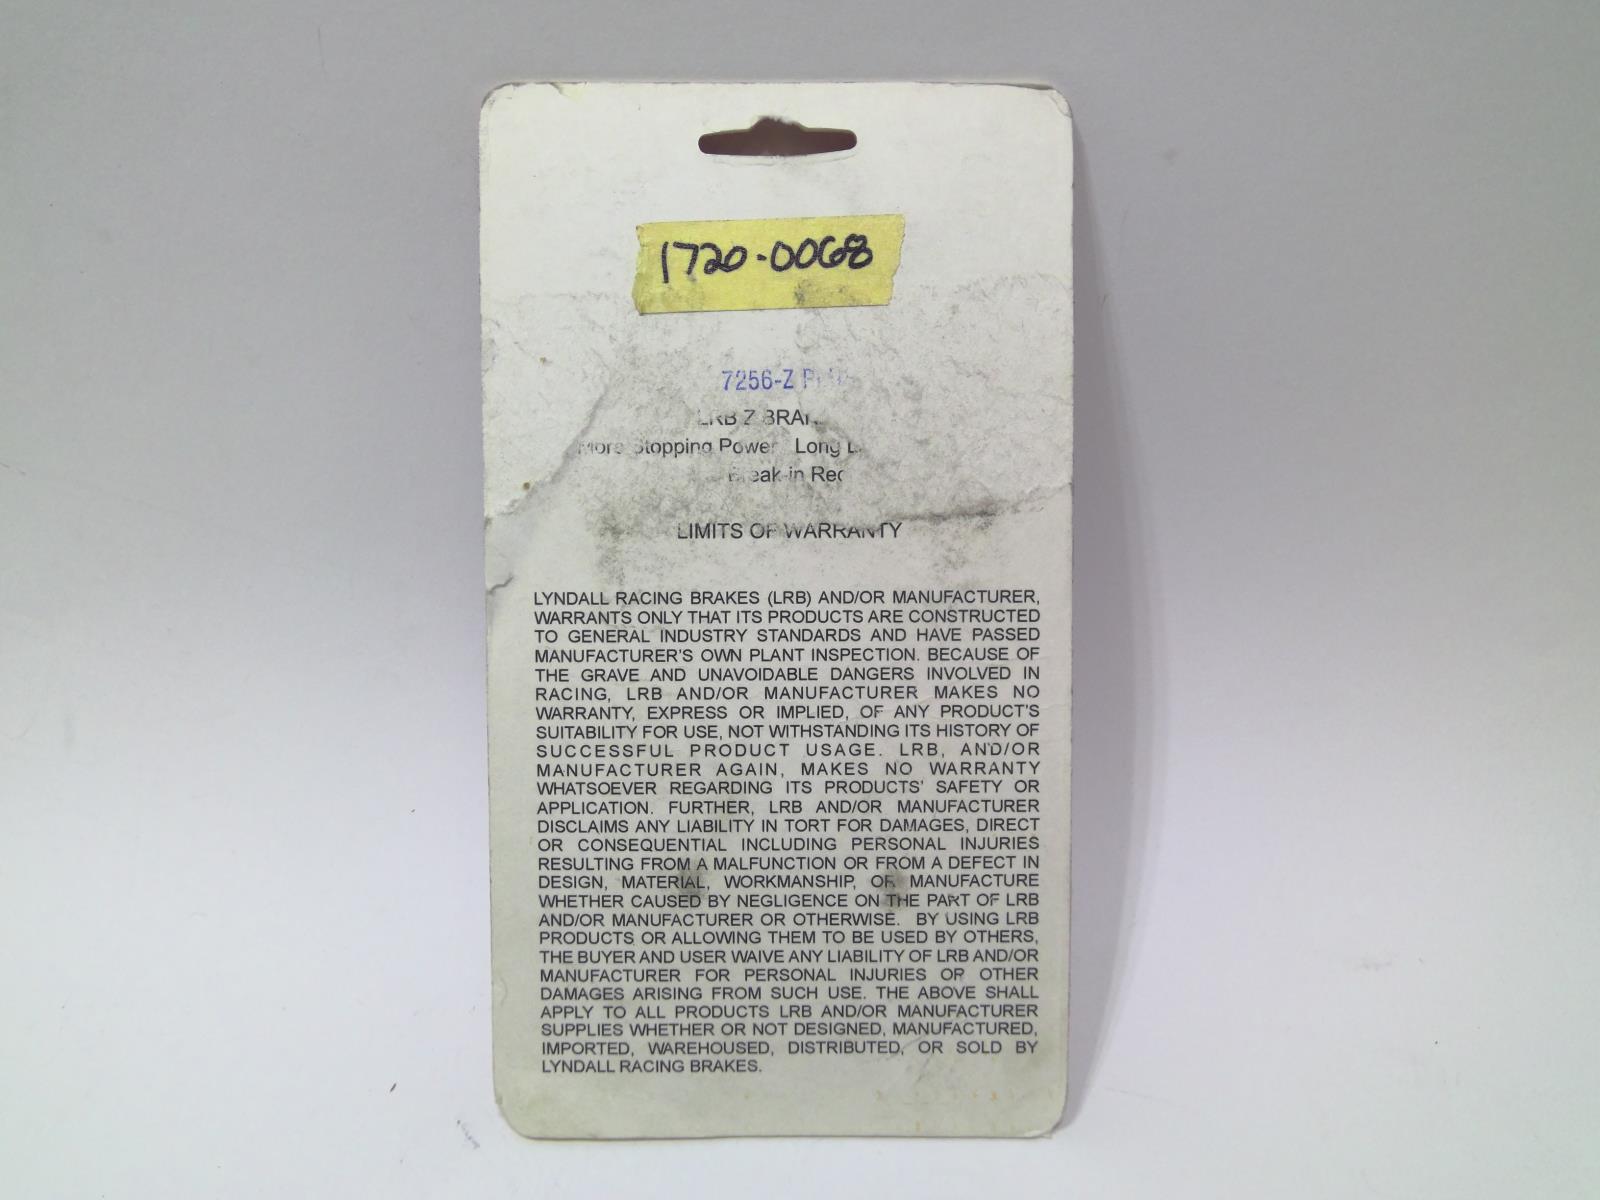 1720-0068
7256-Z
LRB Z
More Stopping Power Long
Break-in
LIMITS OF WARRANTY
LYNDALL RACING BRAKES (LRB) AND/OR MANUFACTURER,
WARRANTS ONLY THAT ITS PRODUCTS ARE CONSTRUCTED
TO GENERAL INDUSTRY STANDARDS AND HAVE PASSED
MANUFACTURER'S OWN PLANT INSPECTION. BECAUSE OF
THE GRAVE AND UNAVOIDABLE DANGERS INVOLVED IN
RACING, LRB AND/OR MANUFACTURER MAKES NO
WARRANTY, EXPRESS OR IMPLIED, OF ANY PRODUCT'S
SUITABILITY FOR USE, NOT WITHSTANDING ITS HISTORY OF
SUCCESSFUL PRODUCT USAGE. LRB, AND/OR
MANUFACTURER AGAIN, MAKES NO WARRANTY
WHATSOEVER REGARDING ITS PRODUCTS' SAFETY OR
APPLICATION. FURTHER, LRB AND/OR MANUFACTURER
DISCLAIMS ANY LIABILITY IN TORT FOR DAMAGES, DIRECT
OR CONSEQUENTIAL INCLUDING PERSONAL INJURIES
RESULTING FROM A MALFUNCTION OR FROM A DEFECT IN
DESIGN, MATERIAL, WORKMANSHIP, OR MANUFACTURE
WHETHER CAUSED BY NEGLIGENCE ON THE PART OF LRB
AND/OR MANUFACTURER OR OTHERWISE. BY USING LRB
PRODUCTS OR ALLOWING THEM TO BE USED BY OTHERS,
THE BUYER AND USER WAIVE ANY LIABILITY OF LRB AND/OR
MANUFACTURER FOR PERSONAL INJURIES OR OTHER
DAMAGES ARISING FROM SUCH USE. THE ABOVE SHALL
APPLY TO ALL PRODUCTS LRB AND/OR MANUFACTURER
SUPPLIES WHETHER OR NOT DESIGNED, MANUFACTURED,
IMPORTED, WAREHOUSED, DISTRIBUTED, OR SOLD BY
LYNDALL RACING BRAKES.